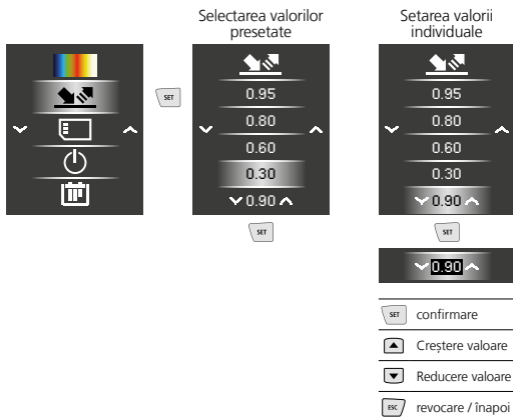 Selectarea valorilor
presetate
SET
0.95
0.80
0.60
0.30
0.90
SET
Setarea valorii
individuale
0.95
0.80
0.60
0.30
0.90
SET
0.90
SET confirmare
Creștere valoare
Reducere valoare
ESC revocare / înapoi